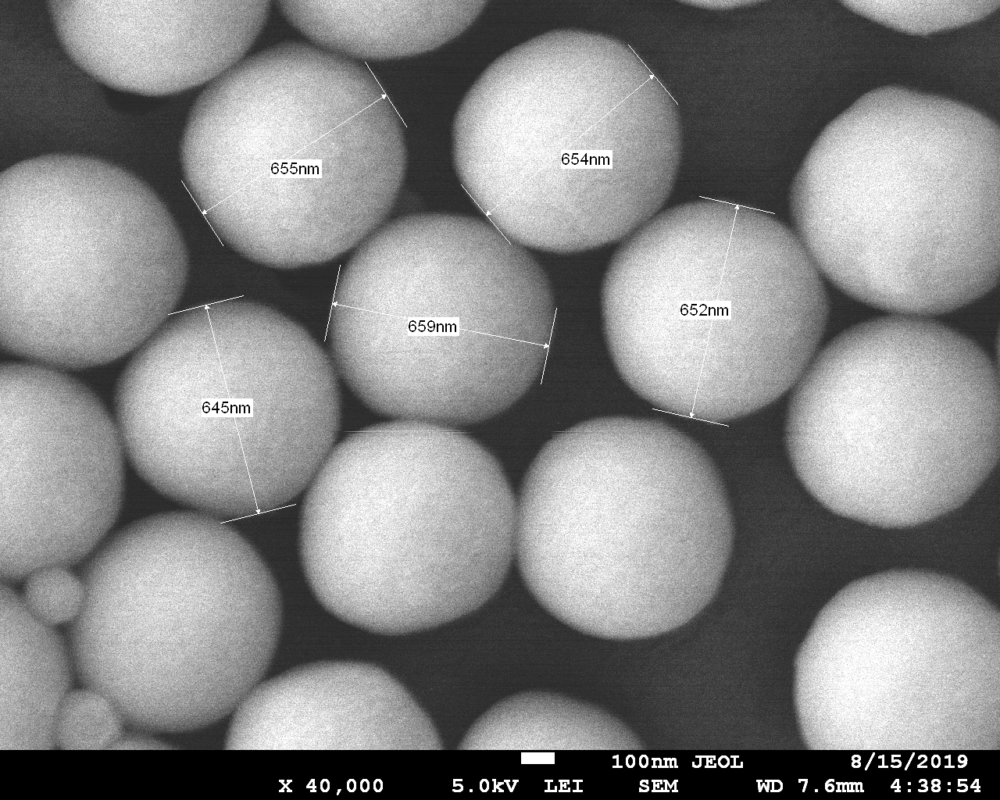 654nm
655nm
652nm
659nm
645nm
100nm JEOL 8/15/2019
X 40,000 5.0kV LEI SEM WD 7.6mm 4:38:54